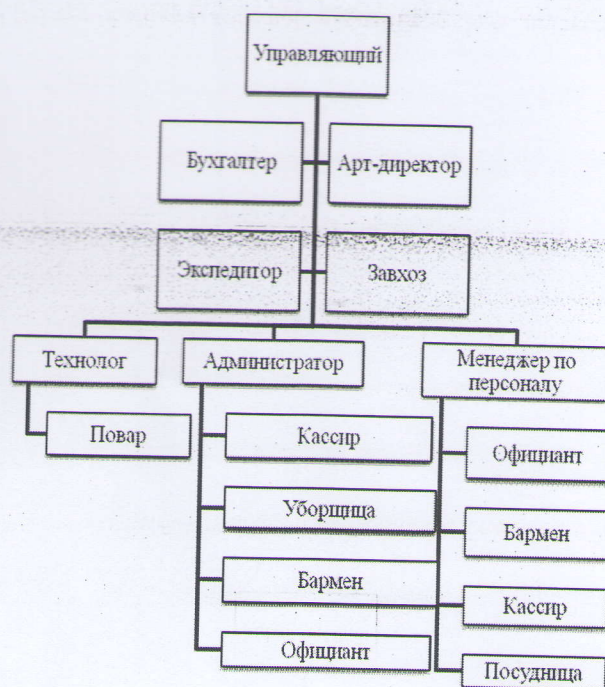 Управляющий
Бухгалтер
Арт-директор
Экспедитор
Завхоз
Технолог
Администратор
Менеджер по
персоналу
Повар
Кассир
Официант
Уборщица
Бармен
Бармен
Кассир
Официант
Посудница